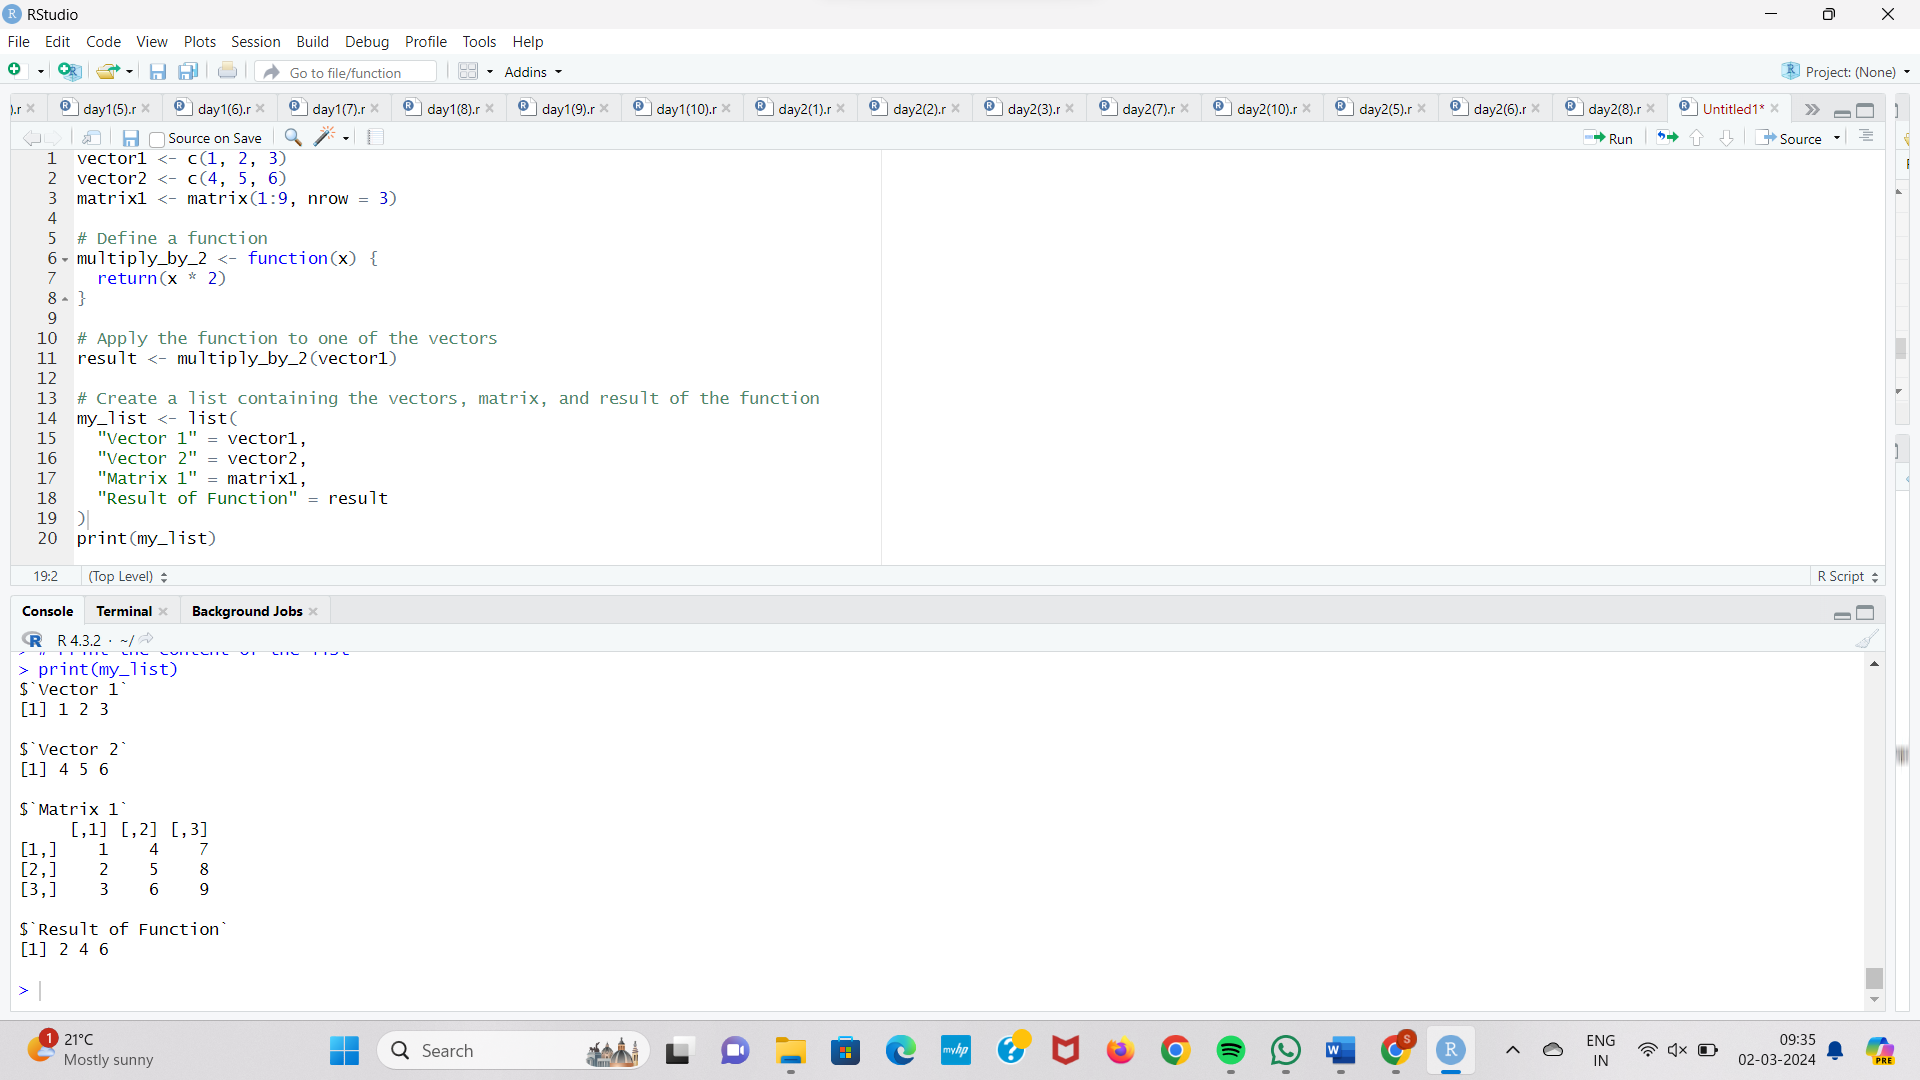 RStudio
File Edit Code View Plots Session Build Debug Profile Tools Help
Go to file/function Addins Project: (None)
).r day1(5).r day1(6).r day1(7).r day1(8).r day1(9).r day1(10).r day2(1).r day2(2).r day2(3).r day2(7).r day2(10).r day2(5).r day2(6).r day2(8).r Untitled1*
Source on Save Run Source
1 vector1 <- c(1, 2, 3)
2 vector2 <- c(4, 5, 6)
3 matrix1 <- matrix(1:9, nrow = 3)
4
5 # Define a function
6 multiply_by_2 <- function(x) {
7 return(x * 2)
8 }
9
10 # Apply the function to one of the vectors
11 result <- multiply_by_2(vector1)
12
13 # Create a list containing the vectors, matrix, and result of the function
14 my_list <- list(
15 "Vector 1" = vector1,
16 "Vector 2" = vector2,
17 "Matrix 1" = matrix1,
18 "Result of Function" = result
19 )
20 print(my_list)
19:2 (Top Level) R Script
Console Terminal Background Jobs
R 4.3.2 · ~/
> # Print the content of the list
> print(my_list)
$`Vector 1`
[1] 1 2 3
$`Vector 2`
[1] 4 5 6
$`Matrix 1`
[,1] [,2] [,3]
[1,] 1 4 7
[2,] 2 5 8
[3,] 3 6 9
$`Result of Function`
[1] 2 4 6
>
1 21°C
Mostly sunny
Search
myhp
S
ENG
IN
09:35
02-03-2024
PRE